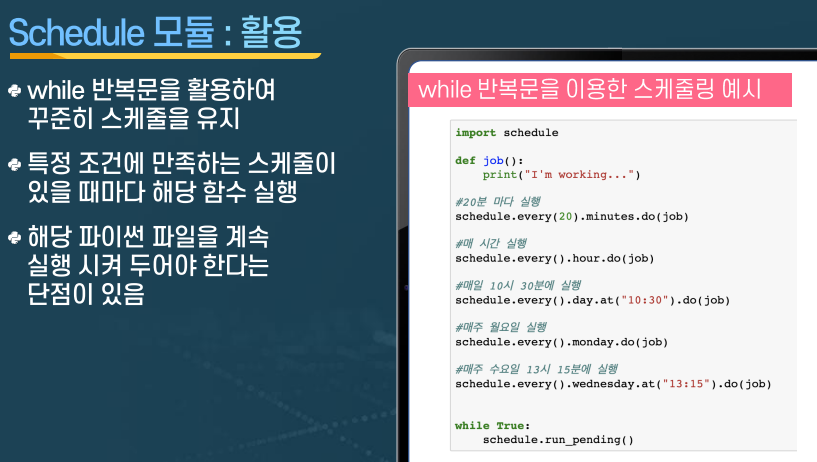 Schedule 모듈 : 활용
while 반복문을 활용하여
꾸준히 스케줄을 유지
특정 조건에 만족하는 스케줄이
있을 때마다 해당 함수 실행
해당 파이썬 파일을 계속
실행 시켜 두어야 한다는
단점이 있음
while 반복문을 이용한 스케줄링 예시
import schedule
def job():
    print("I'm working...")
#20분 마다 실행
schedule.every(20).minutes.do(job)
#매 시간 실행
schedule.every().hour.do(job)
#매일 10시 30분에 실행
schedule.every().day.at("10:30").do(job)
#매주 월요일 실행
schedule.every().monday.do(job)
#매주 수요일 13시 15분에 실행
schedule.every().wednesday.at("13:15").do(job)
while True:
    schedule.run_pending()